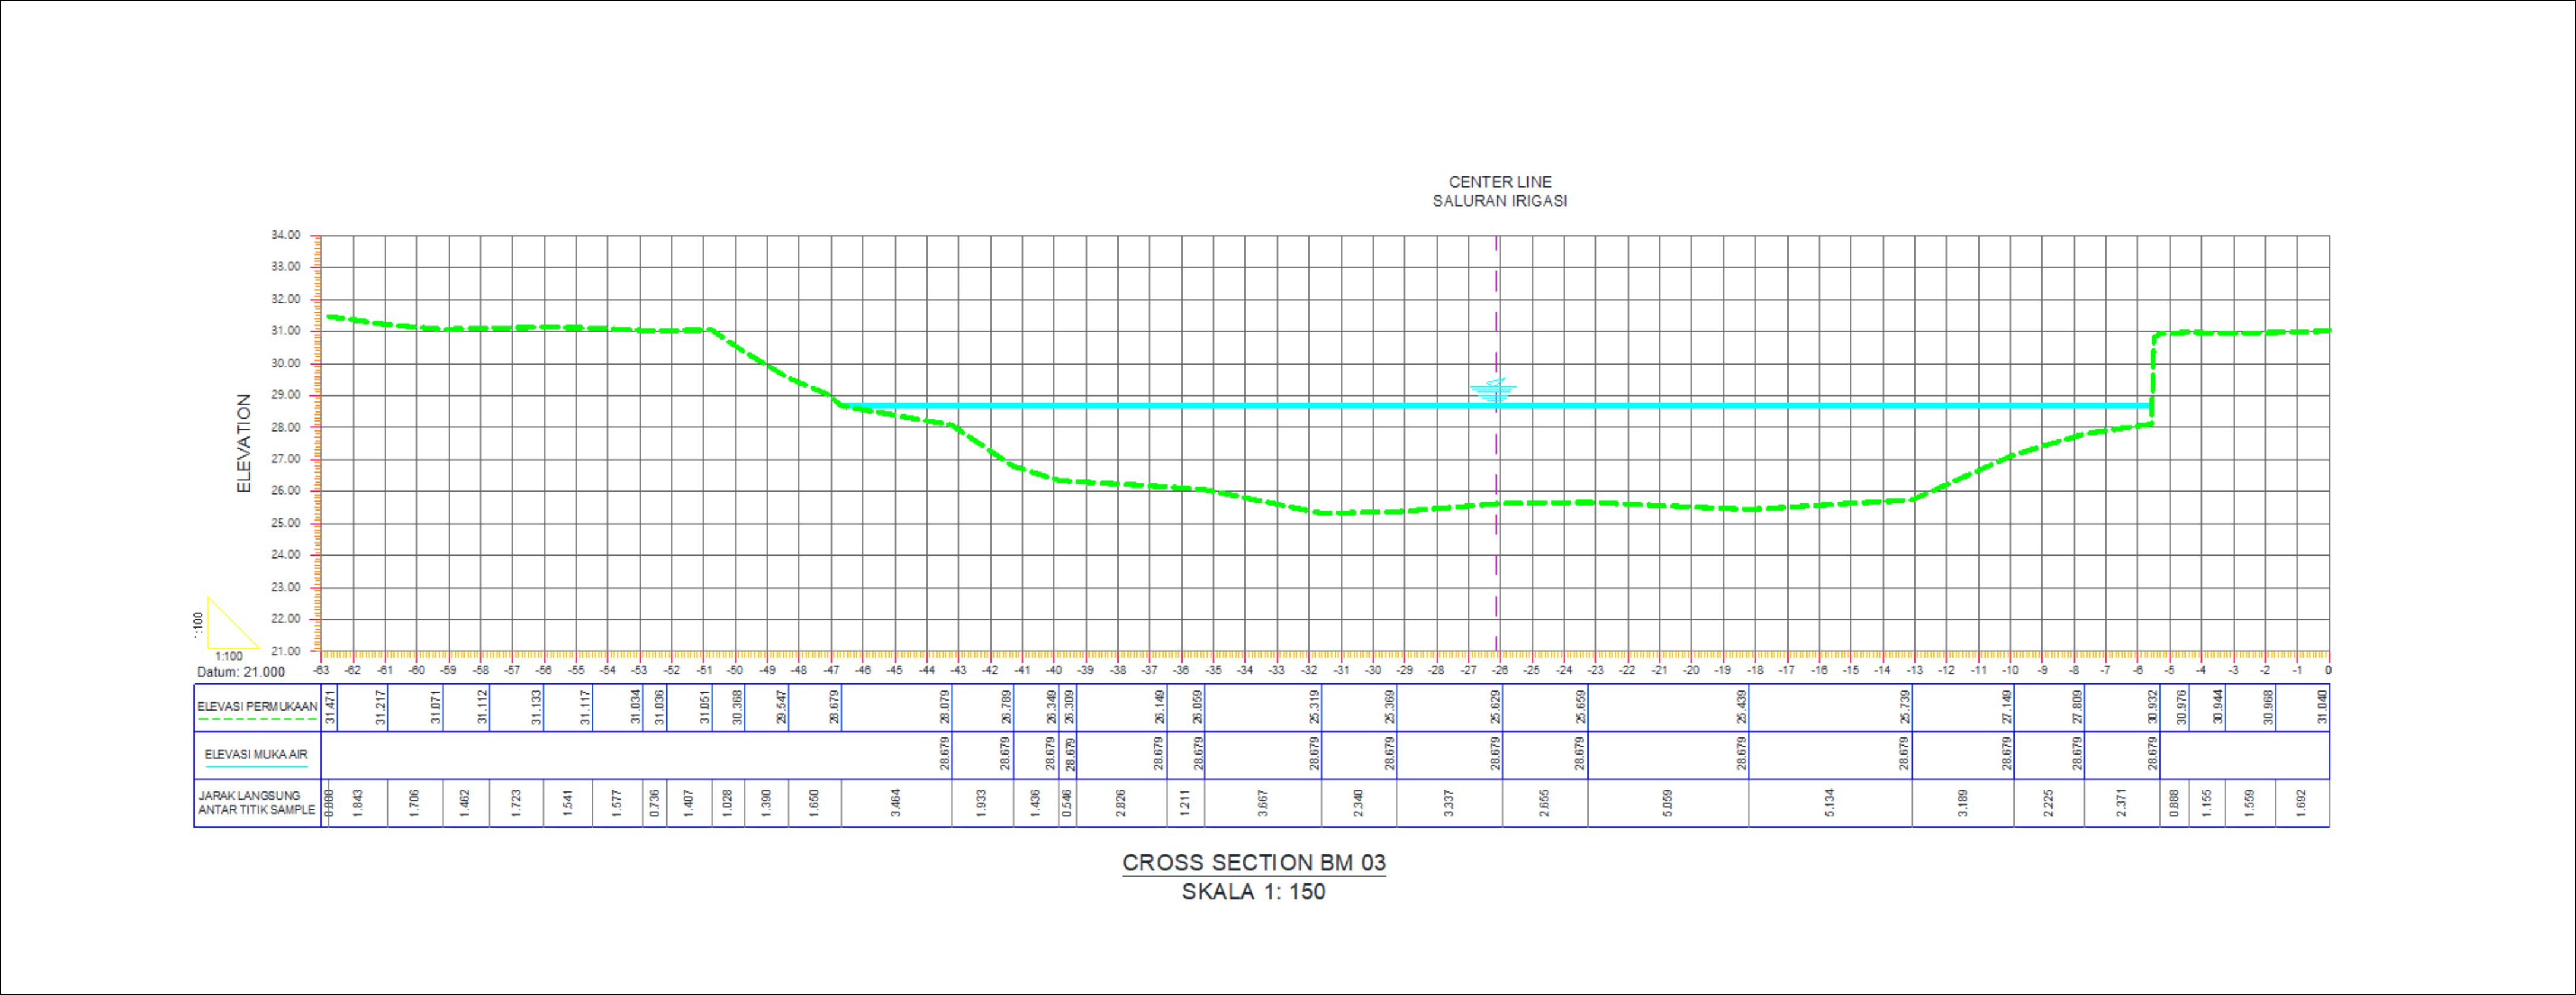 CENTER LINE
SALURAN IRIGASI
34.00
33.00
32.00
31.00
30.00
29.00
28.00
27.00
26.00
25.00
24.00
23.00
22.00
21.00
ELEVATION
1:100
1:100
Datum: 21.000
-63 -62 -61 -60 -59 -58 -57 -56 -55 -54 -53 -52 -51 -50 -49 -48 -47 -46 -44 -43 -42 -41 -40 -39 -38 -37 -36 -35 -34 -33 -31 -30 -29 -28 -27 -26 -25 -24 -23 -22 -21 -20 -19 -18 -17 -16 -15 -14 -13 -12 -11 -10 -9 -8 -7 -6 -5 -4 -3 -2 -1 0
ELEVASI PERMUKAAN 31.471 31.217 31.071 31.112 31.133 31.117 31.034 31.036 31.051 30.368 29.547 28.679 28.079 26.789 26.349 26.309 26.149 26.059 25.319 25.369 25.629 25.659 25.439 25.739 27.149 27.809 30.932 30.976 30.944 30.968 31.040
ELEVASI MUKA AIR 28.679 28.679 28.679 28.679 28.679 28.679 28.679 28.679 28.679 28.679 28.679 28.679 28.679 28.679 28.679
JARAK LANGSUNG
ANTAR TITIK SAMPLE 0.000 1.843 1.706 1.462 1.723 1.541 1.577 0.736 1.407 1.028 1.390 1.650 3.464 1.933 1.436 0.546 2.826 1.211 3.667 2.340 3.337 2.655 5.059 5.134 3.189 2.225 2.371 0.888 1.155 1.559 1.692
CROSS SECTION BM 03
SKALA 1: 150